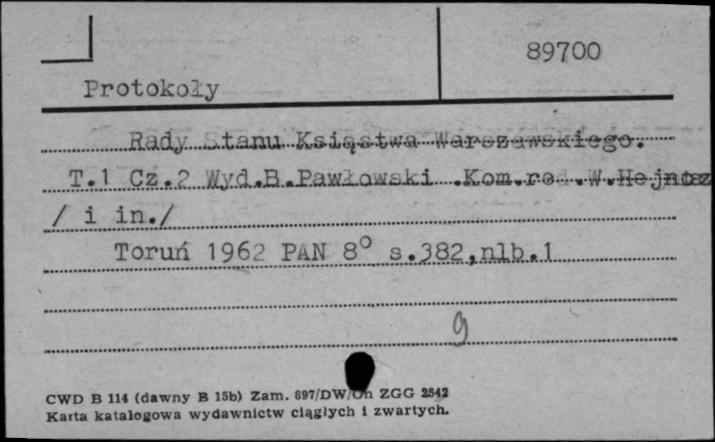 89700
Protokoły
Rady Stanu Księstwa Warszawskiego.
T.1 Cz.2 Wyd.B.Pawłowski .Kom.red.W.Hejnosz
/ i in./
Toruń 1962 PAN 8° s.382,nlb.1
9
CWD B 114 (dawny B 15b) Zam. 897/DW/On ZGG 2542
Karta katalogowa wydawnictw ciągłych i zwartych.